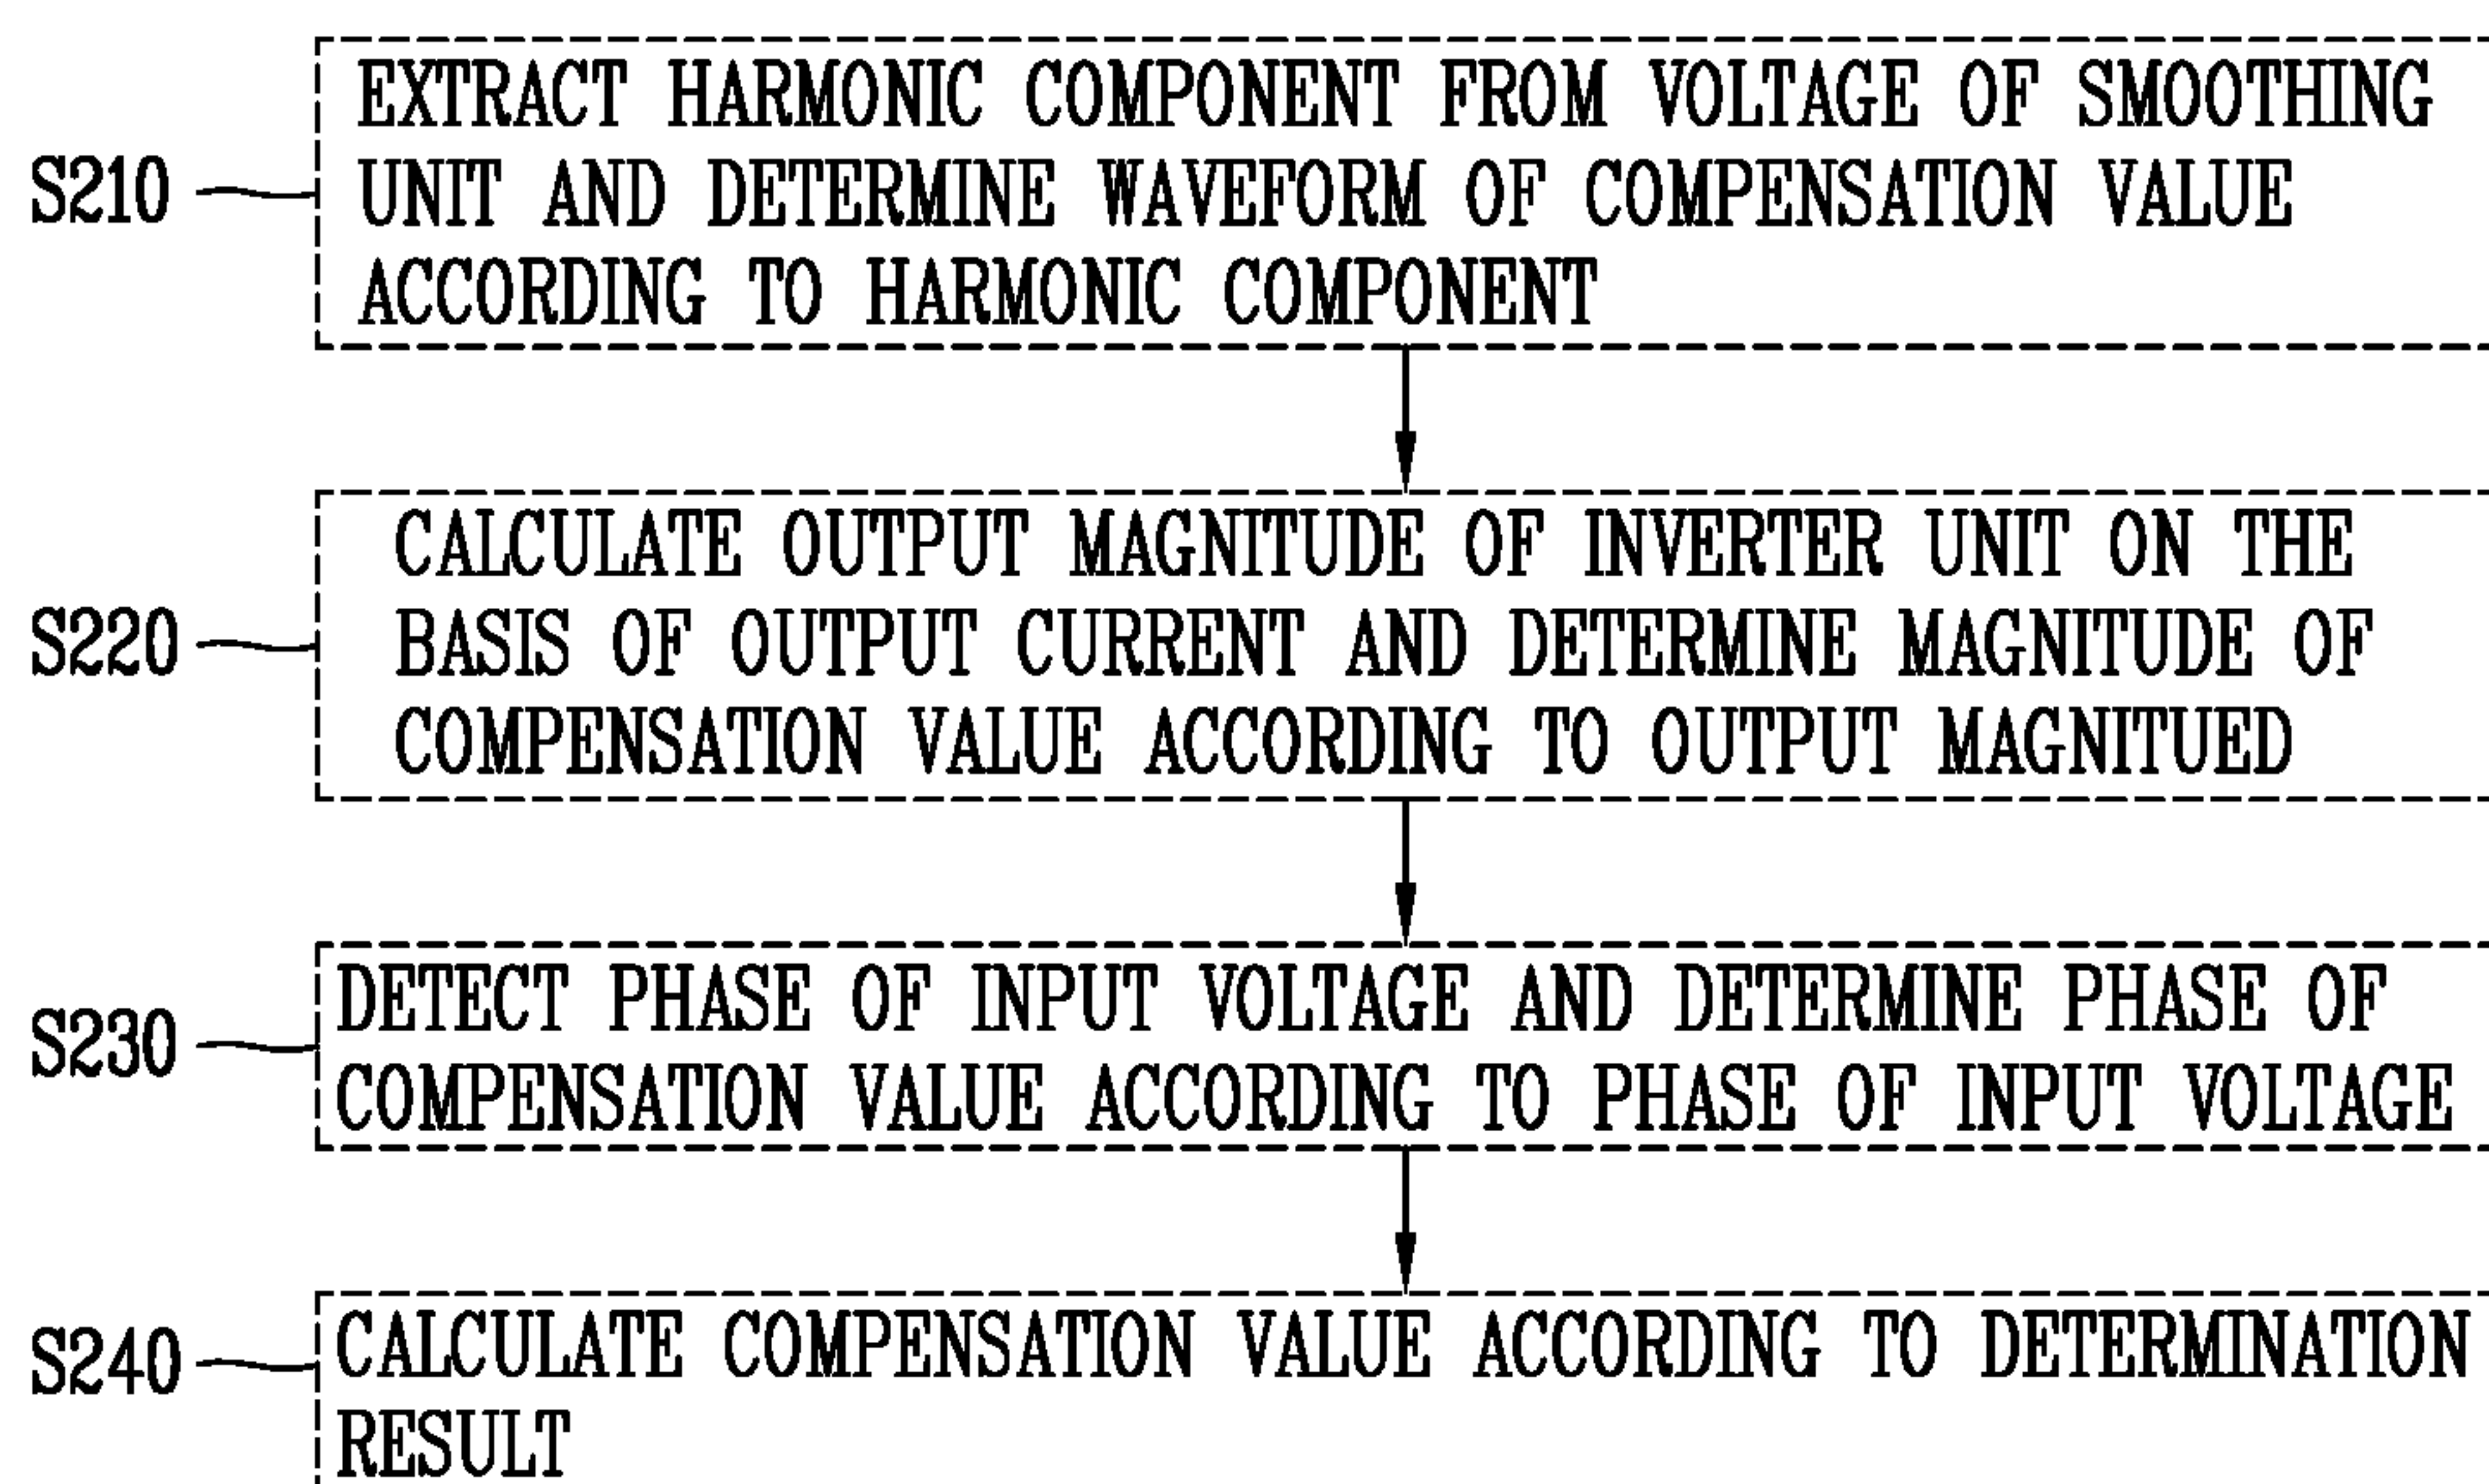 EXTRACT HARMONIC COMPONENT FROM VOLTAGE OF SMOOTHING
S210 UNIT AND DETERMINE WAVEFORM OF COMPENSATION VALUE
ACCORDING TO HARMONIC COMPONENT
CALCULATE OUTPUT MAGNITUDE OF INVERTER UNIT ON THE
S220 BASIS OF OUTPUT CURRENT AND DETERMINE MAGNITUDE OF
COMPENSATION VALUE ACCORDING TO OUTPUT MAGNITUED
S230
DETECT PHASE OF INPUT VOLTAGE AND DETERMINE PHASE OF
COMPENSATION VALUE ACCORDING TO PHASE OF INPUT VOLTAGE
S240
CALCULATE COMPENSATION VALUE ACCORDING TO DETERMINATION
RESULT